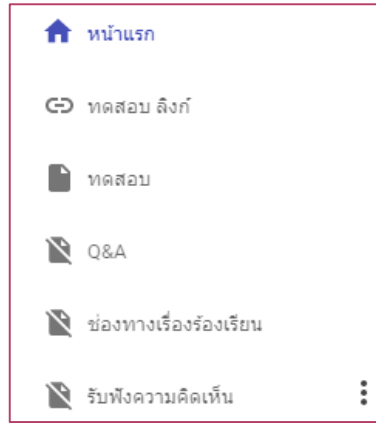 หน้าแรก
ทดสอบ ลิงก์
ทดสอบ
Q&A
ช่องทางเรื่องร้องเรียน
รับฟังความคิดเห็น